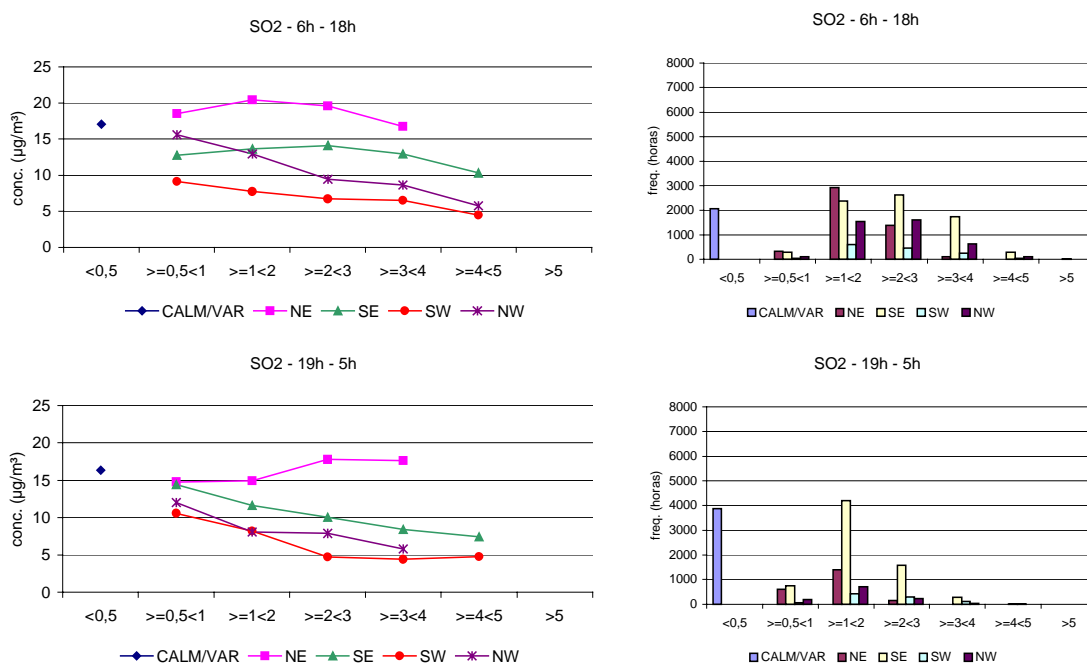 SO2 - 6h - 18h
25
20
15
10
5
0
conc. (µg/m³)
<0,5 >=0,5<1 >=1<2 >=2<3 >=3<4 >=4<5 >5
CALM/VAR NE SE SW NW
SO2 - 6h - 18h
8000
7000
6000
5000
4000
3000
2000
1000
0
freq. (horas)
<0,5 >=0,5<1 >=1<2 >=2<3 >=3<4 >=4<5 >5
CALM/VAR NE SE SW NW
SO2 - 19h - 5h
25
20
15
10
5
0
conc. (µg/m³)
<0,5 >=0,5<1 >=1<2 >=2<3 >=3<4 >=4<5 >5
CALM/VAR NE SE SW NW
SO2 - 19h - 5h
8000
7000
6000
5000
4000
3000
2000
1000
0
freq. (horas)
<0,5 >=0,5<1 >=1<2 >=2<3 >=3<4 >=4<5 >5
CALM/VAR NE SE SW NW